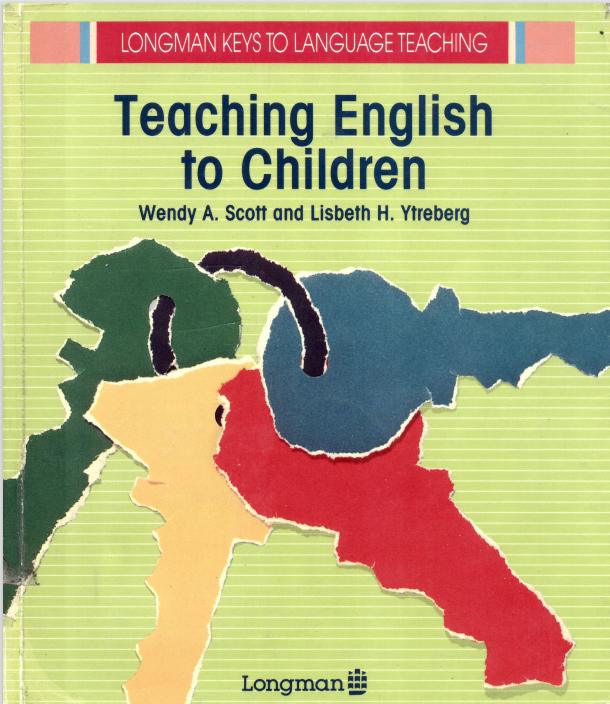 LONGMAN KEYS TO LANGUAGE TEACHING
Teaching English
to Children
Wendy A. Scott and Lisbeth H. Ytreberg
Longman